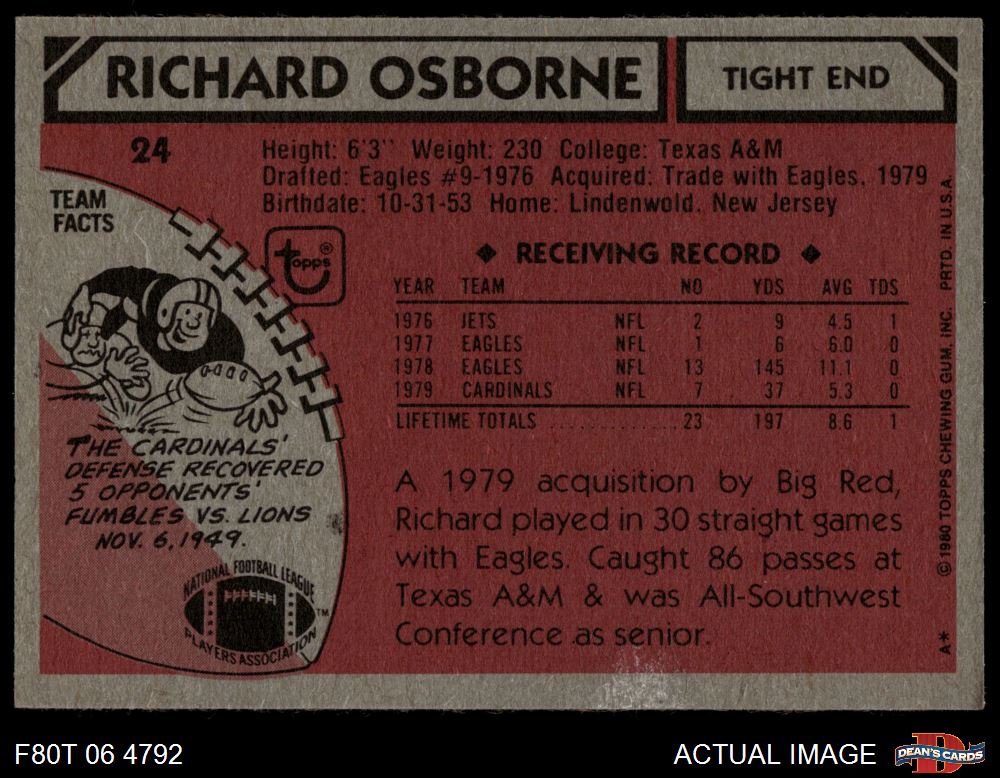 RICHARD OSBORNE
TIGHT END
24
Height: 6'3" Weight: 230 College: Texas A&M
Drafted: Eagles #9-1976 Acquired: Trade with Eagles, 1979
Birthdate: 10-31-53 Home: Lindenwold, New Jersey
TEAM
FACTS
topps®
◆ RECEIVING RECORD ◆
YEAR TEAM NO YDS AVG TDS
1976 JETS NFL 2 9 4.5 1
1977 EAGLES NFL 1 6 6.0 0
1978 EAGLES NFL 13 145 11.1 0
1979 CARDINALS NFL 7 37 5.3 0
LIFETIME TOTALS ............. 23 197 8.6 1
THE CARDINALS'
DEFENSE RECOVERED
5 OPPONENTS'
FUMBLES VS. LIONS
NOV. 6, 1949.
NATIONAL FOOTBALL LEAGUE
PLAYERS ASSOCIATION
TM
A 1979 acquisition by Big Red,
Richard played in 30 straight games
with Eagles. Caught 86 passes at
Texas A&M & was All-Southwest
Conference as senior.
A* © 1980 TOPPS CHEWING GUM, INC. PRTD. IN U.S.A.
F80T 06 4792
ACTUAL IMAGE
DEAN'S CARDS